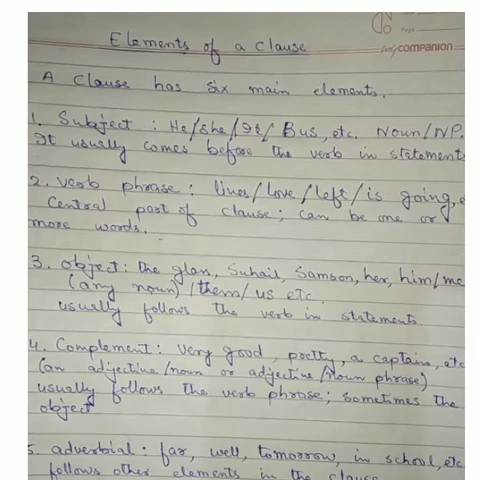 companion
Elements of a clause
A clause has six main elements.
1. Subject : He/she/It/ Bus, etc. Noun/NP.
It usually comes before the verb in statement
2. verb phrase : lives/love/left/is going,
central part of clause; can be one or
more words.
3. object: the glan, Suhail, Samson, her, him/me
(any noun) /them/us etc.
usually follows the verb in statements.
4. Complement : very good, pretty, a captain, etc
(an adjective/noun or adjective/Noun phrase)
usually follows the verb phrase; sometimes the
object
5. adverbial : far, well, tomorrow, in school, etc
follows other elements in the clause